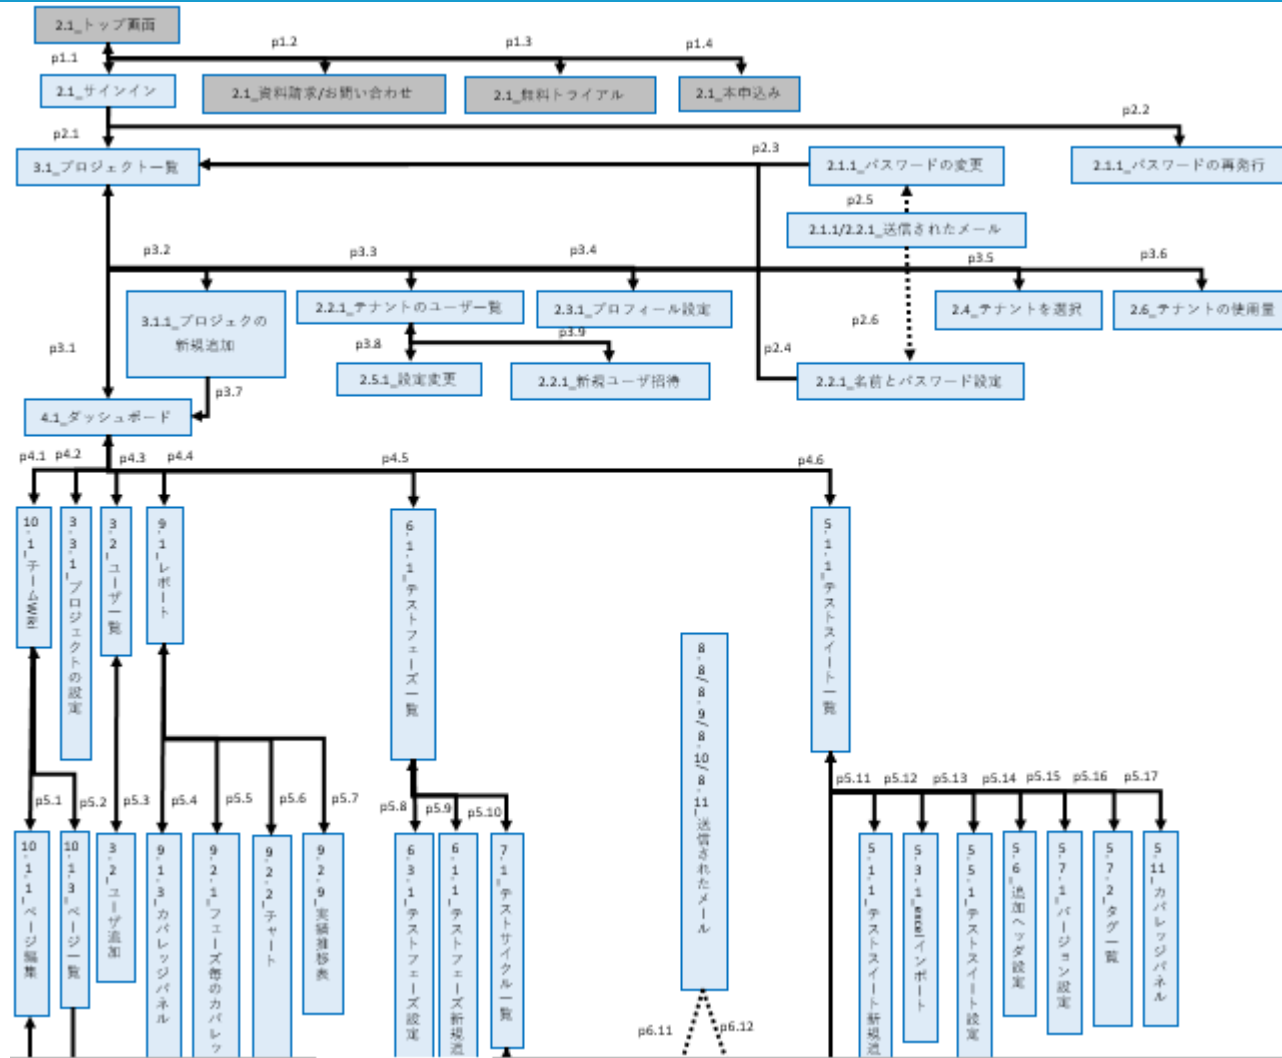 2.1_トップ画面
p1.1
p1.2
p1.3
p1.4
2.1_サインイン
2.1_資料請求/お問い合わせ
2.1_無料トライアル
2.1_本申込み
p2.1
p2.2
3.1_プロジェクト一覧
p2.3
2.1.1_パスワードの変更
2.1.1_パスワードの再発行
p2.5
2.1.1/2.2.1_送信されたメール
p3.2
p3.3
p3.4
p3.5
p3.6
3.1.1_プロジェクの
新規追加
2.2.1_テナントのユーザ一覧
2.3.1_プロフィール設定
2.4_テナントを選択
2.6_テナントの使用量
p3.1
p3.8
p3.9
p2.6
p2.4
2.5.1_設定変更
2.2.1_新規ユーザ招待
2.2.1_名前とパスワード設定
p3.7
4.1_ダッシュボード
p4.1
p4.2
p4.3
p4.4
p4.5
p4.6
10.1_チームWiki
3.3.1_プロジェクトの設定
3.2_ユーザ一覧
9.1_レポート
6.1.1_テストフェーズ一覧
8.8/8.9/8.10/8.11_送信されたメール
5.1.1_テストスイート一覧
p5.1
p5.2
p5.3
p5.4
p5.5
p5.6
p5.7
p5.8
p5.9
p5.10
p5.11
p5.12
p5.13
p5.14
p5.15
p5.16
p5.17
10.1.1_ページ編集
10.1.3_ページ一覧
3.2_ユーザ追加
9.1.3_カバレッジパネル
9.2.1_フェーズ毎のカバレッ
9.2.2_チャート
9.2.9_実績推移表
6.3.1_テストフェーズ設定
6.1.1_テストフェーズ新規追
7.1_テストサイクル一覧
5.1.1_テストスイート新規追
5.3.1_excelインポート
5.5.1_テストスイート設定
5.6_追加ヘッダ設定
5.7.1_バージョン設定
5.7.2_タグ一覧
5.11_カバレッジパネル
p6.11
p6.12